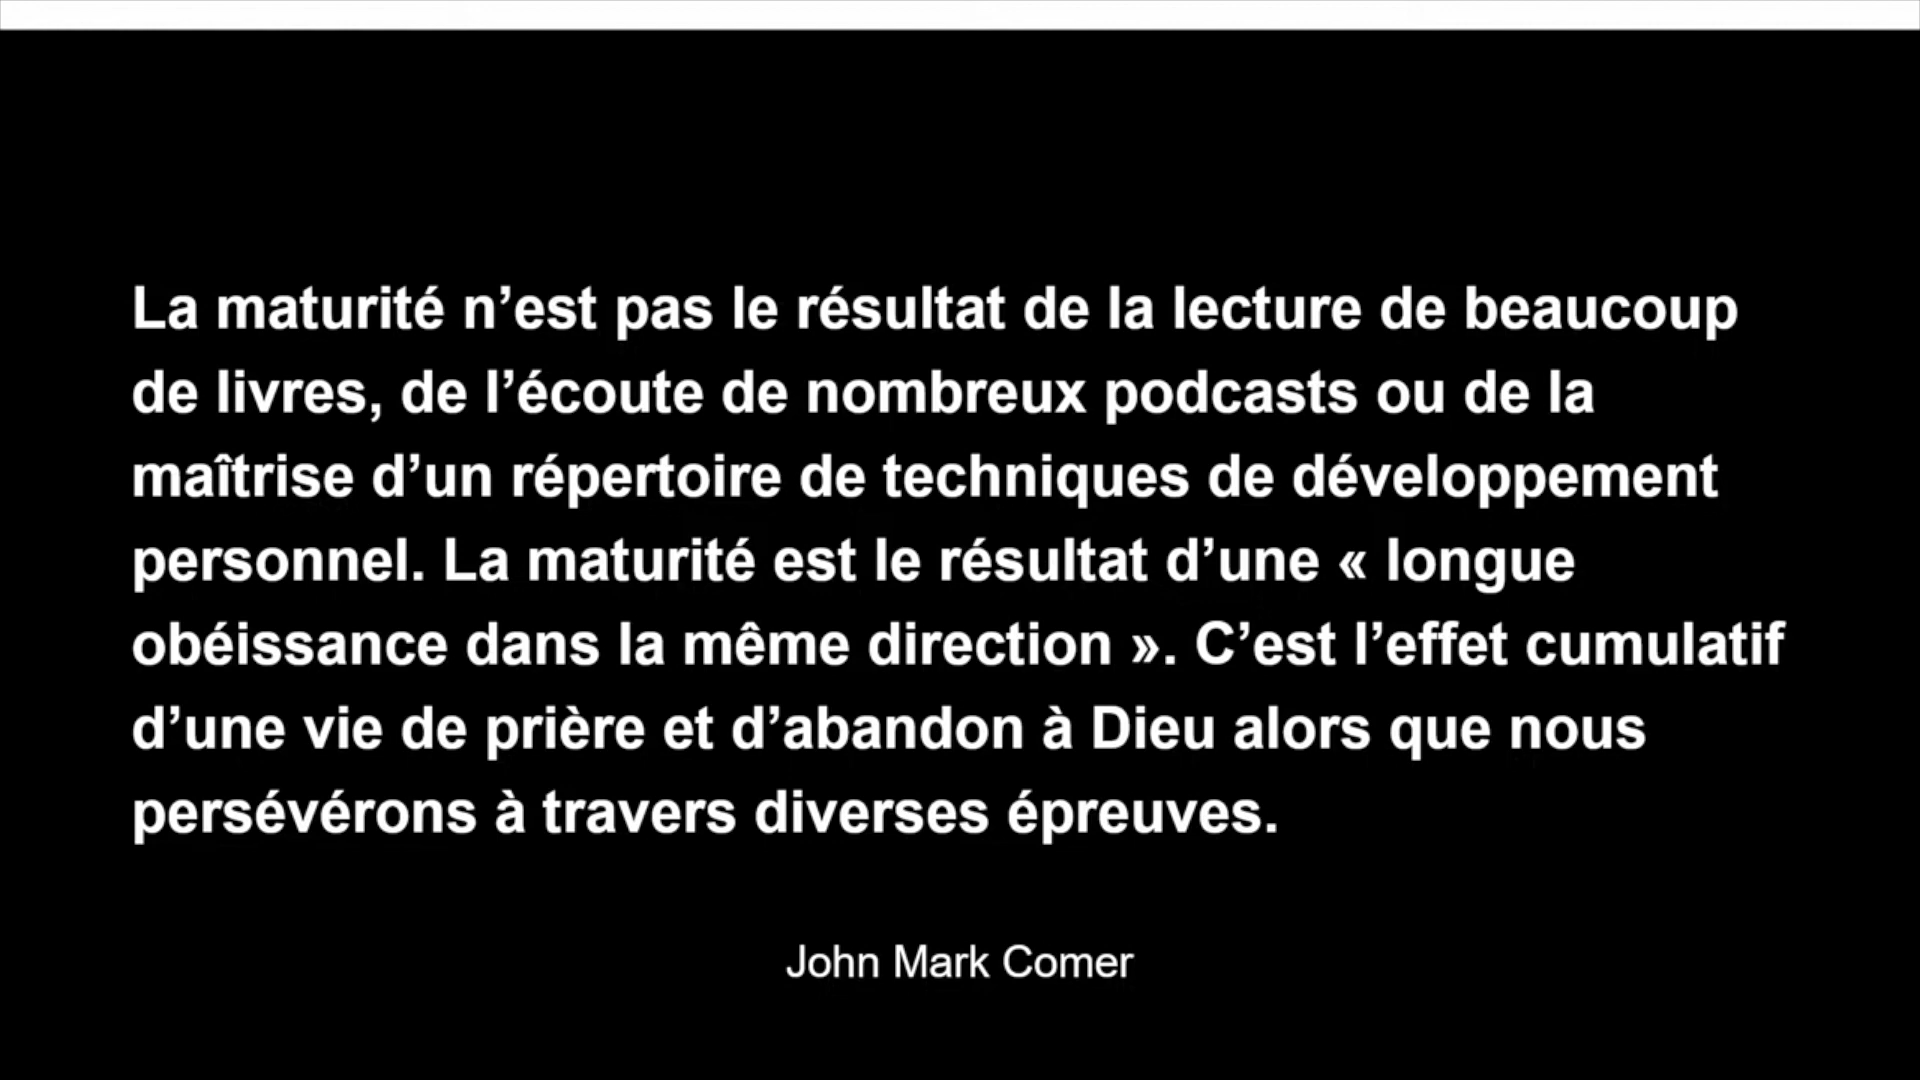 La maturité n’est pas le résultat de la lecture de beaucoup
de livres, de l’écoute de nombreux podcasts ou de la
maîtrise d’un répertoire de techniques de développement
personnel. La maturité est le résultat d’une « longue
obéissance dans la même direction ». C’est l’effet cumulatif
d’une vie de prière et d’abandon à Dieu alors que nous
persévérons à travers diverses épreuves.
John Mark Comer